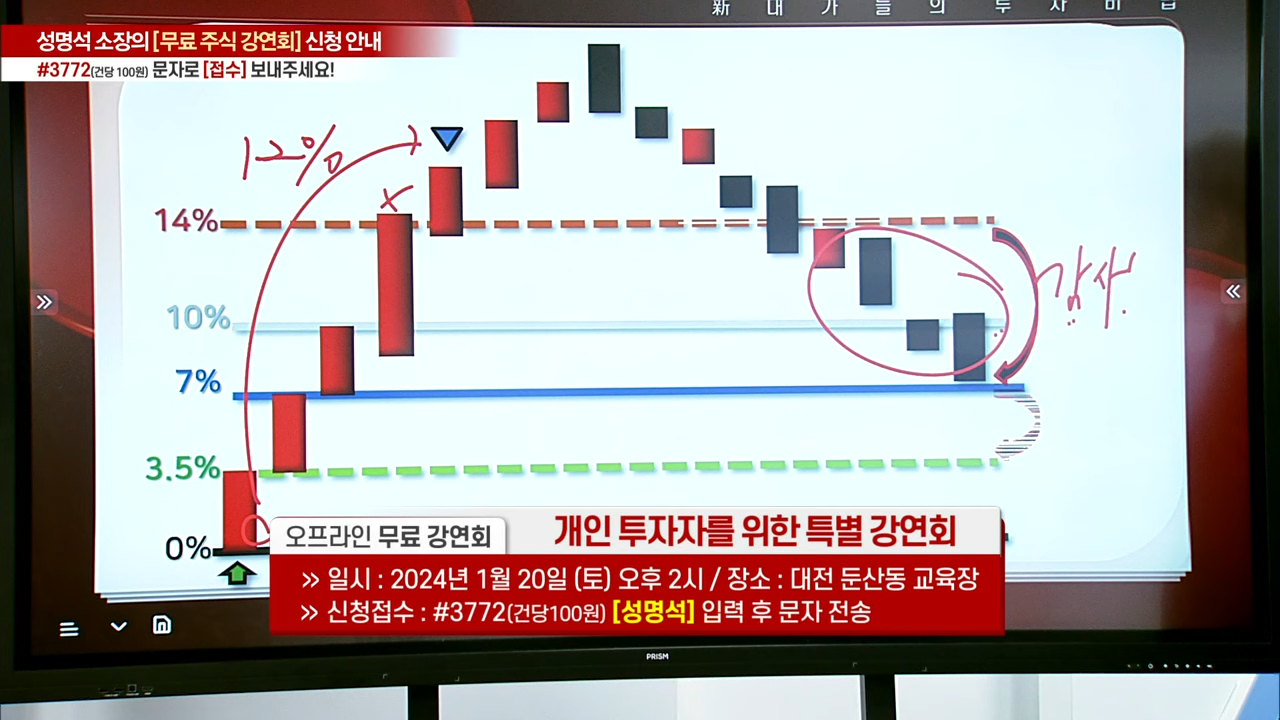 新 대 가 들 의 투 자 비 급
성명석 소장의 [무료 주식 강연회] 신청 안내
#3772(건당 100원) 문자로 [접수] 보내주세요!
12%
14%
감사!
10%
7%
3.5%
0%
오프라인 무료 강연회
개인 투자자를 위한 특별 강연회
>> 일시 : 2024년 1월 20일 (토) 오후 2시 / 장소 : 대전 둔산동 교육장
>> 신청접수 : #3772(건당100원) [성명석] 입력 후 문자 전송
PRISM